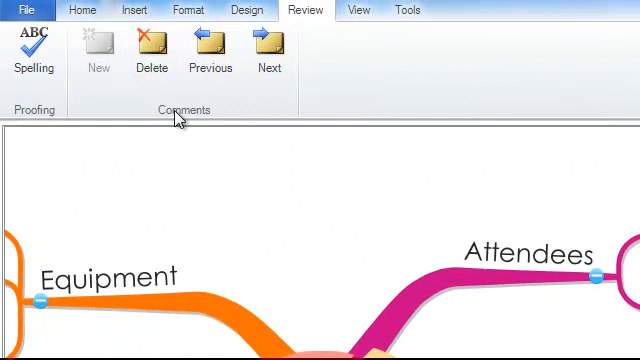 File Home Insert Format Design Review View Tools
ABC
Spelling New Delete Previous Next
Proofing Comments
Attendees
Equipment